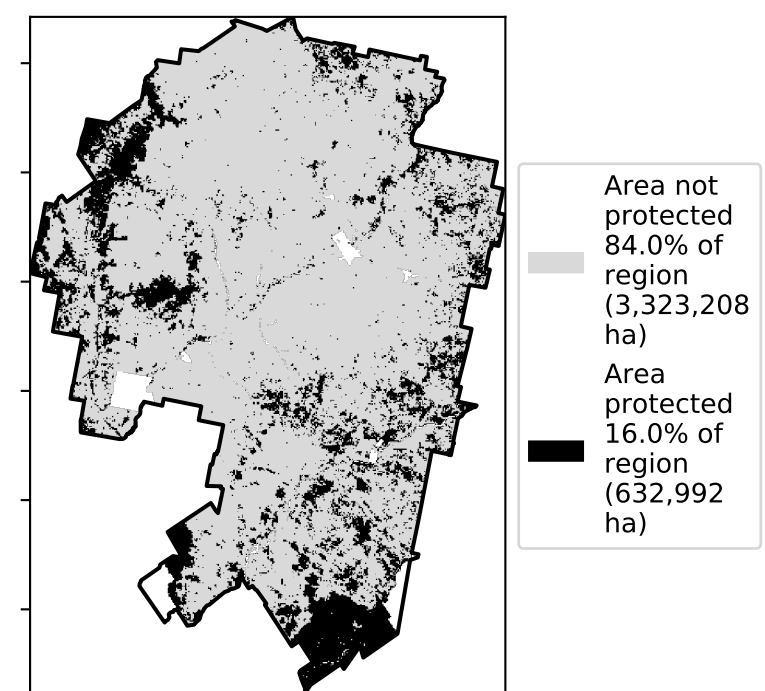 Area not
protected
84.0% of
region
(3,323,208
ha)
Area
protected
16.0% of
region
(632,992
ha)